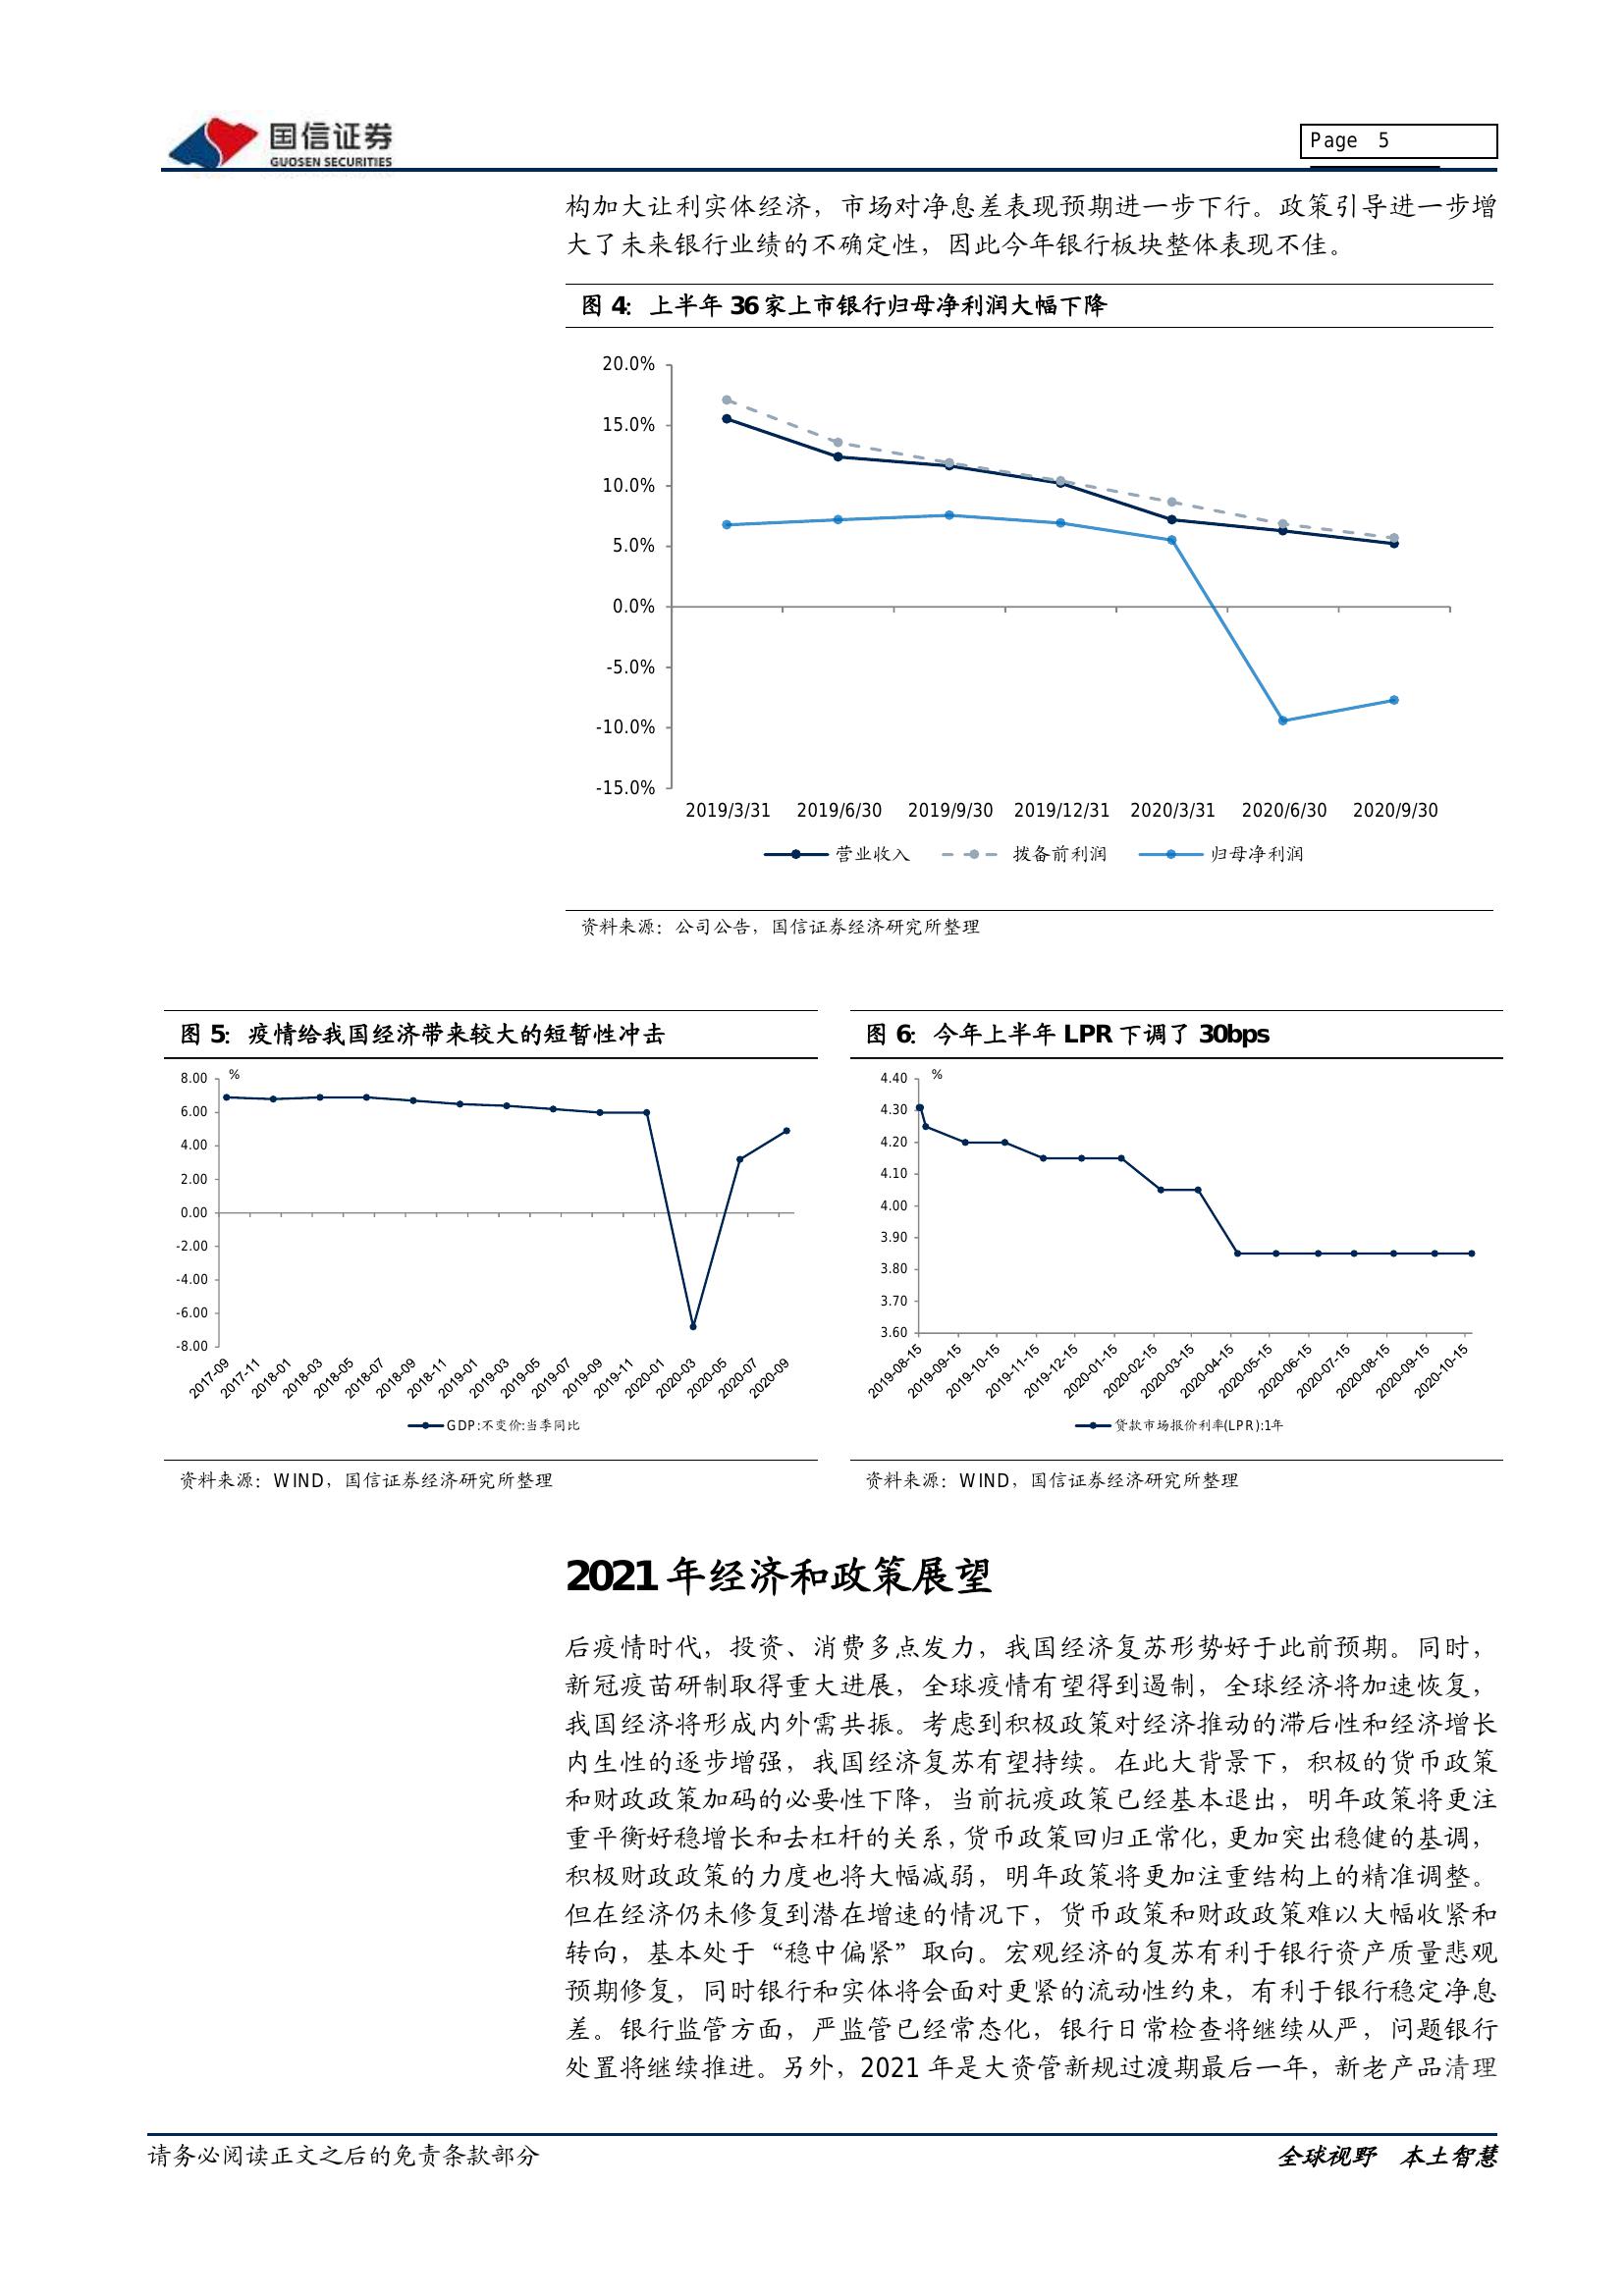 国信证券
GUOSEN SECURITIES
Page 5
构加大让利实体经济，市场对净息差表现预期进一步下行。政策引导进一步增
大了未来银行业绩的不确定性，因此今年银行板块整体表现不佳。
图 4：上半年 36 家上市银行归母净利润大幅下降
20.0%
15.0%
10.0%
5.0%
0.0%
-5.0%
-10.0%
-15.0%
2019/3/31 2019/6/30 2019/9/30 2019/12/31 2020/3/31 2020/6/30 2020/9/30
营业收入 拨备前利润 归母净利润
资料来源：公司公告，国信证券经济研究所整理
图 5：疫情给我国经济带来较大的短暂性冲击
%
8.00
6.00
4.00
2.00
0.00
-2.00
-4.00
-6.00
-8.00
2017-09 2017-11 2018-01 2018-03 2018-05 2018-07 2018-09 2018-11 2019-01 2019-03 2019-05 2019-07 2019-09 2019-11 2020-01 2020-03 2020-05 2020-07 2020-09
GDP:不变价:当季同比
资料来源：WIND，国信证券经济研究所整理
图 6：今年上半年 LPR 下调了 30bps
%
4.40
4.30
4.20
4.10
4.00
3.90
3.80
3.70
3.60
2019-08-15 2019-09-15 2019-10-15 2019-11-15 2019-12-15 2020-01-15 2020-02-15 2020-03-15 2020-04-15 2020-05-15 2020-06-15 2020-07-15 2020-08-15 2020-09-15 2020-10-15
贷款市场报价利率(LPR):1年
资料来源：WIND，国信证券经济研究所整理
2021 年经济和政策展望
后疫情时代，投资、消费多点发力，我国经济复苏形势好于此前预期。同时，
新冠疫苗研制取得重大进展，全球疫情有望得到遏制，全球经济将加速恢复，
我国经济将形成内外需共振。考虑到积极政策对经济推动的滞后性和经济增长
内生性的逐步增强，我国经济复苏有望持续。在此大背景下，积极的货币政策
和财政政策加码的必要性下降，当前抗疫政策已经基本退出，明年政策将更注
重平衡好稳增长和去杠杆的关系，货币政策回归正常化，更加突出稳健的基调，
积极财政政策的力度也将大幅减弱，明年政策将更加注重结构上的精准调整。
但在经济仍未修复到潜在增速的情况下，货币政策和财政政策难以大幅收紧和
转向，基本处于“稳中偏紧”取向。宏观经济的复苏有利于银行资产质量悲观
预期修复，同时银行和实体将会面对更紧的流动性约束，有利于银行稳定净息
差。银行监管方面，严监管已经常态化，银行日常检查将继续从严，问题银行
处置将继续推进。另外，2021 年是大资管新规过渡期最后一年，新老产品清理
请务必阅读正文之后的免责条款部分
全球视野 本土智慧